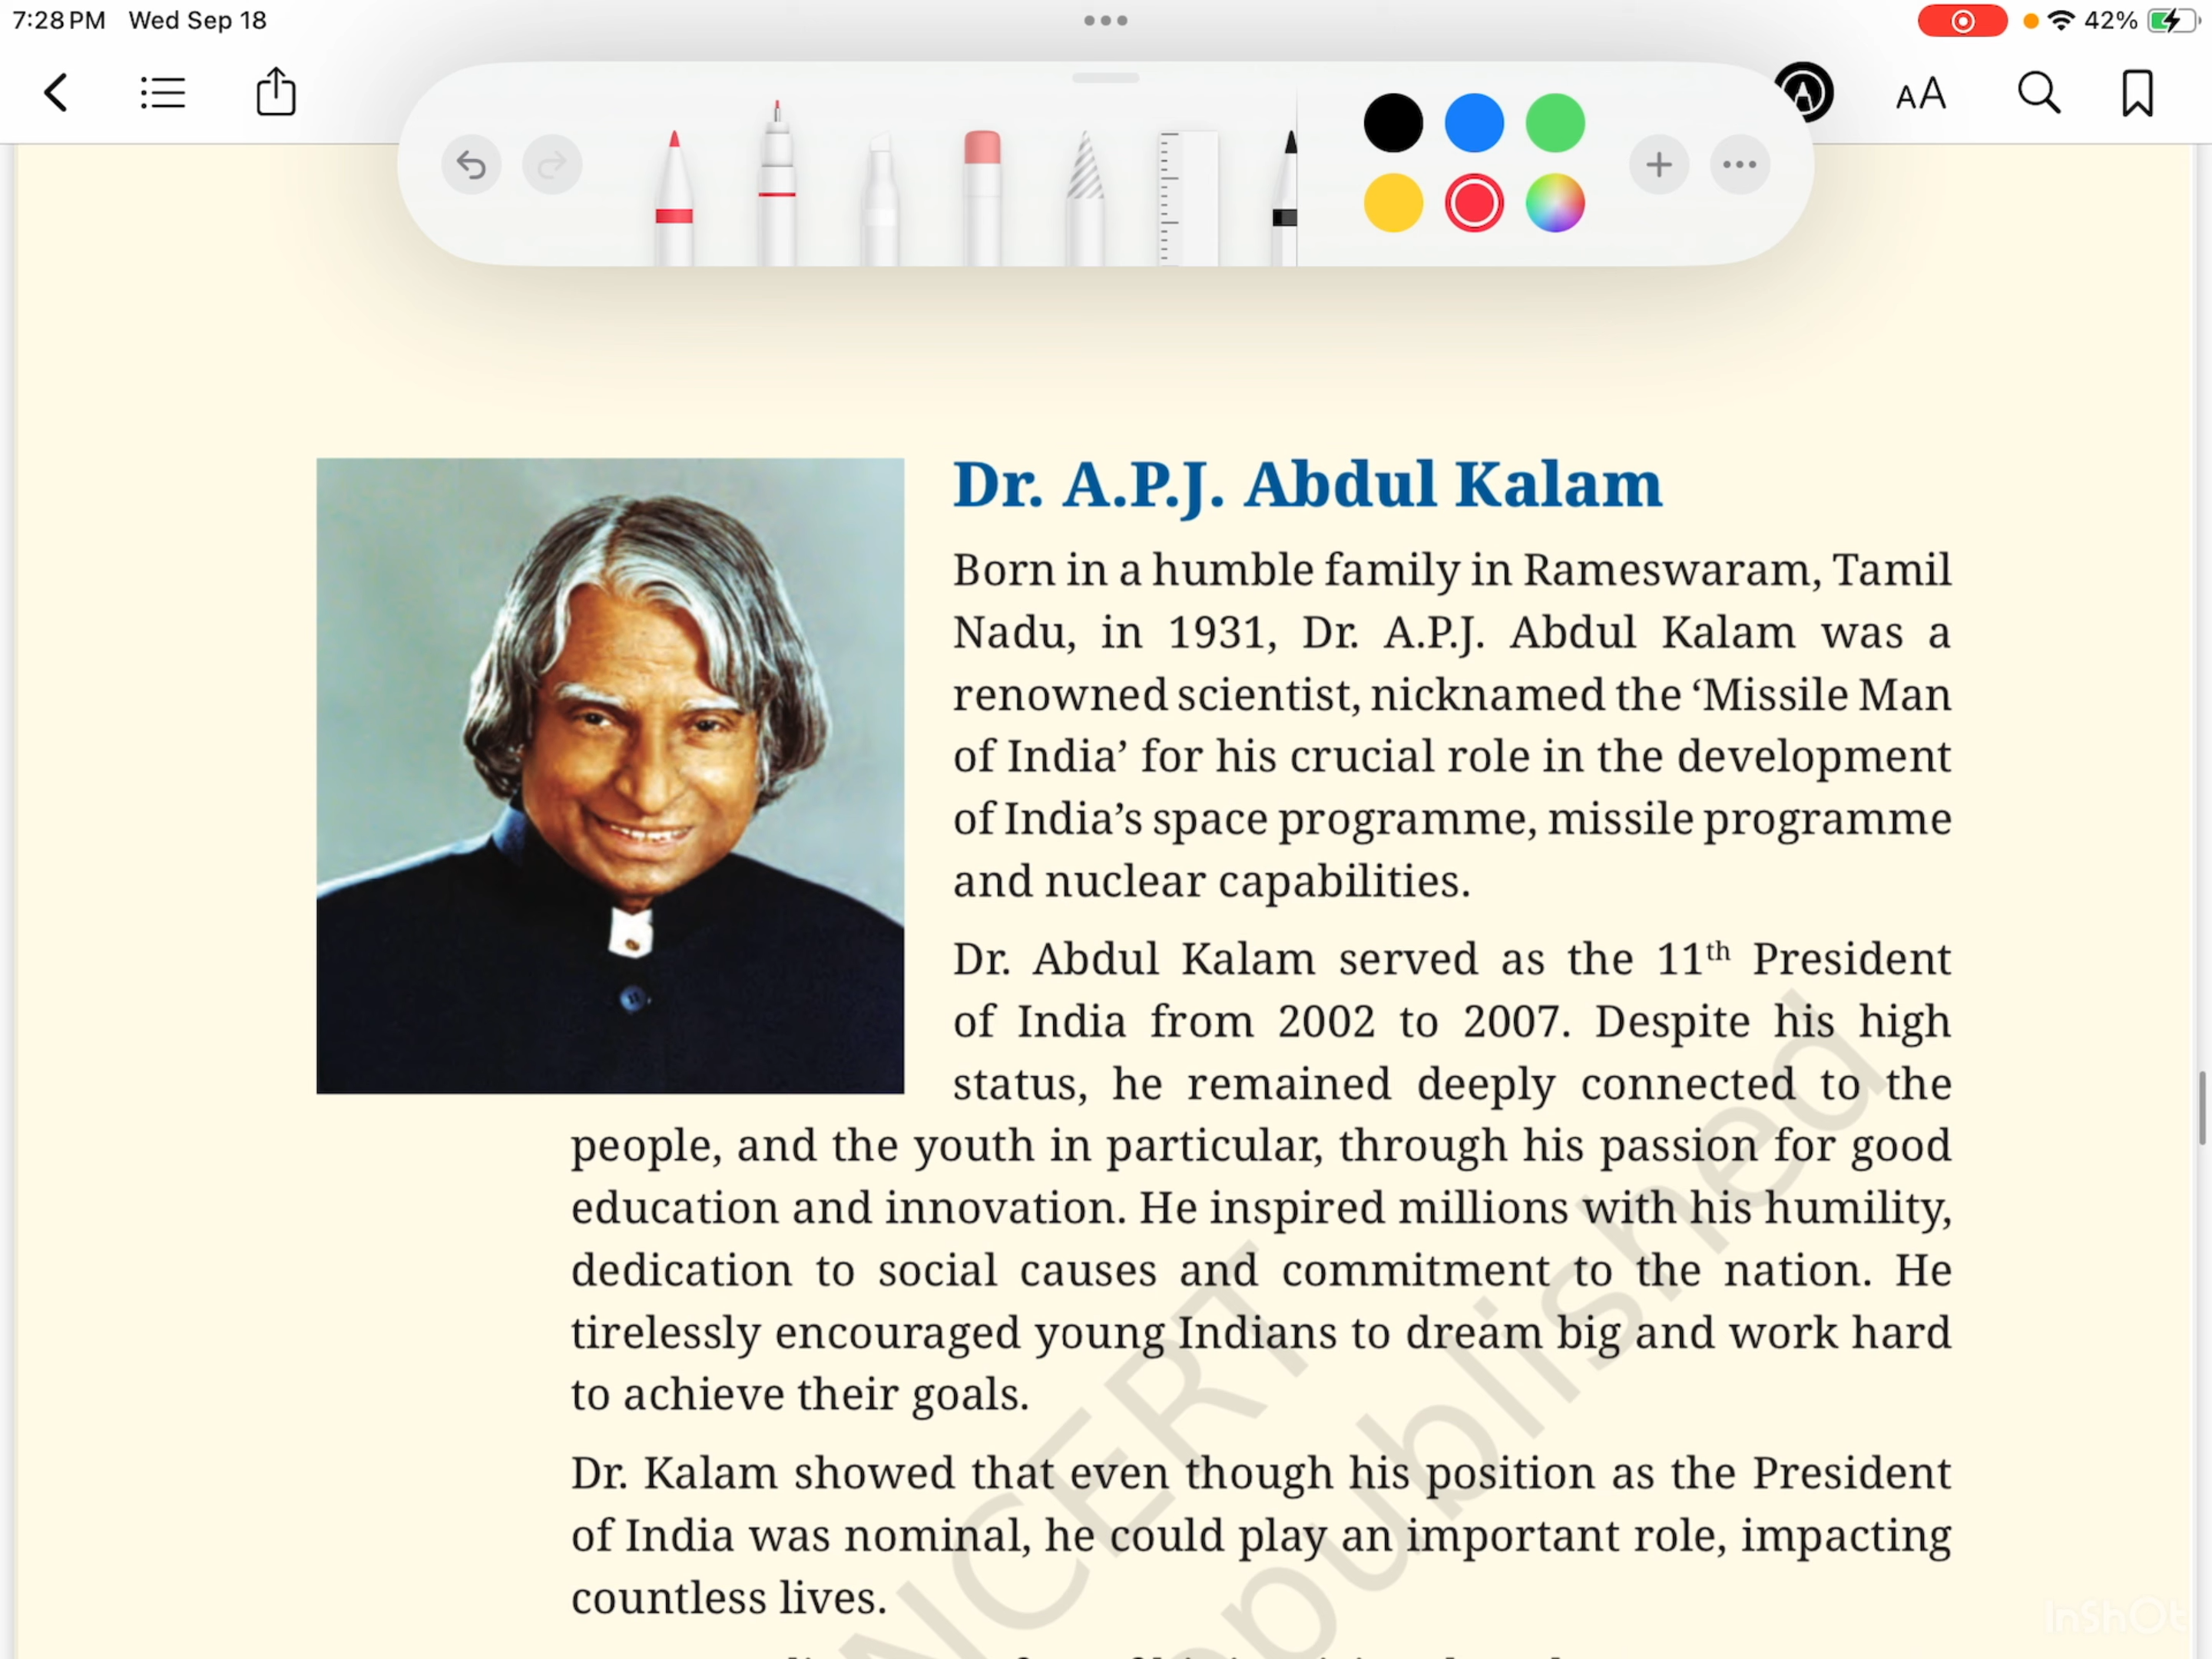 7:28 PM Wed Sep 18
42%
AA
Dr. A.P.J. Abdul Kalam
Born in a humble family in Rameswaram, Tamil
Nadu, in 1931, Dr. A.P.J. Abdul Kalam was a
renowned scientist, nicknamed the ‘Missile Man
of India’ for his crucial role in the development
of India’s space programme, missile programme
and nuclear capabilities.
Dr. Abdul Kalam served as the 11th President
of India from 2002 to 2007. Despite his high
status, he remained deeply connected to the
people, and the youth in particular, through his passion for good
education and innovation. He inspired millions with his humility,
dedication to social causes and commitment to the nation. He
tirelessly encouraged young Indians to dream big and work hard
to achieve their goals.
Dr. Kalam showed that even though his position as the President
of India was nominal, he could play an important role, impacting
countless lives.
NCERT
InShOt